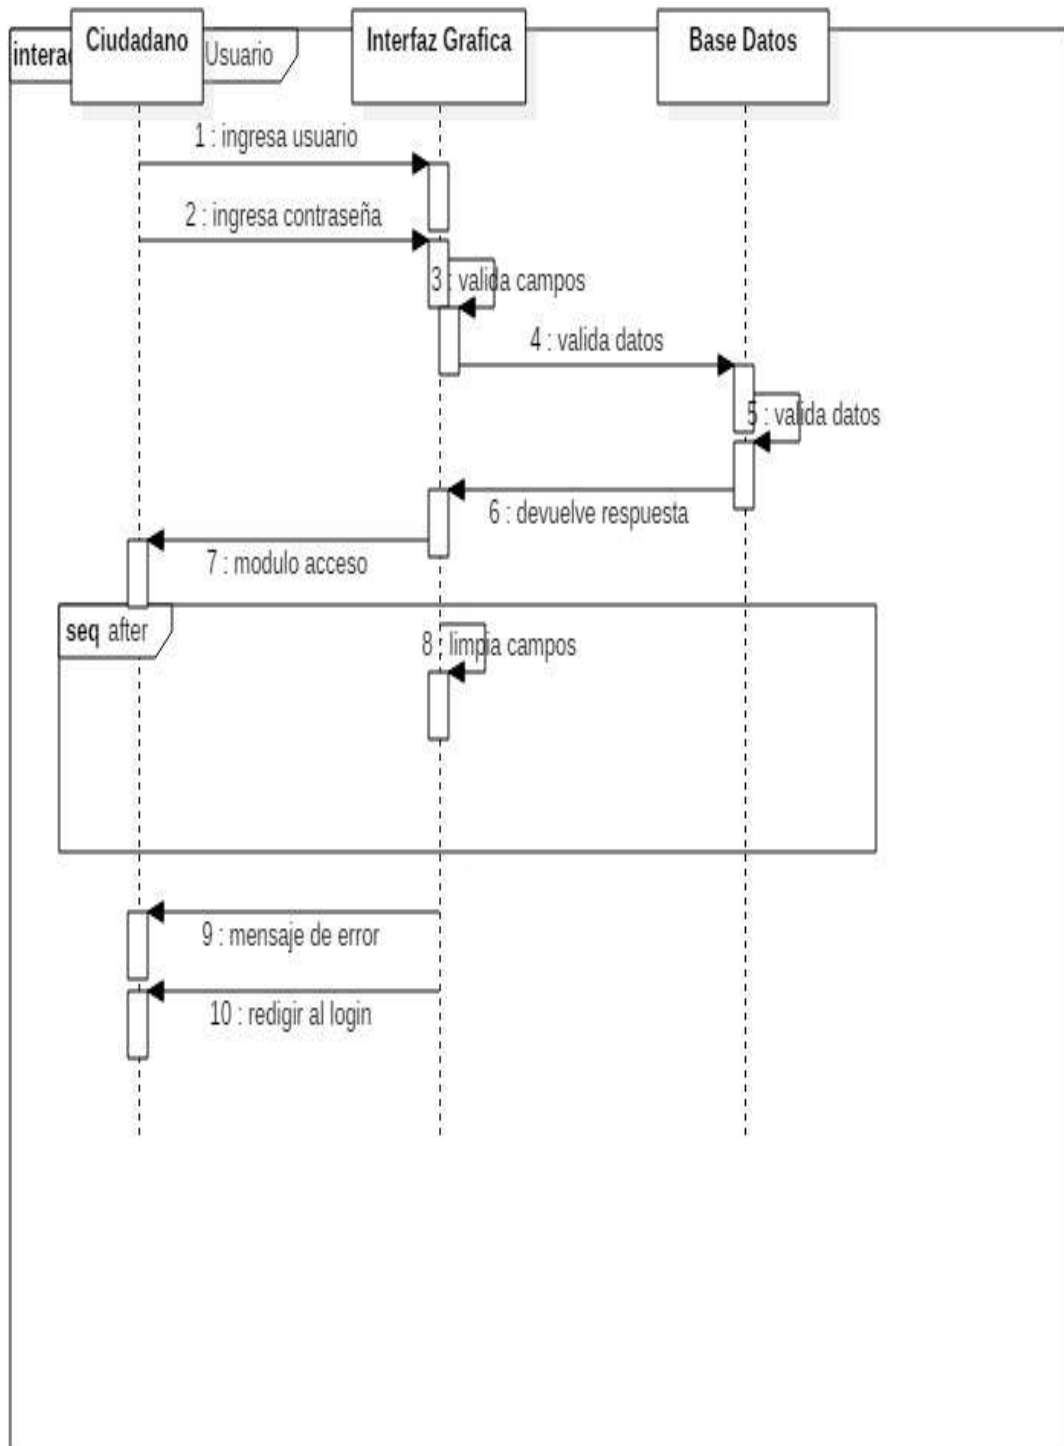 Ciudadano
Interfaz Grafica
Base Datos
Usuario
1 : ingresa usuario
2 : ingresa contraseña
3 : valida campos
4 : valida datos
5 : valida datos
6 : devuelve respuesta
7 : modulo acceso
seq after
8 : limpia campos
9 : mensaje de error
10 : redigir al login